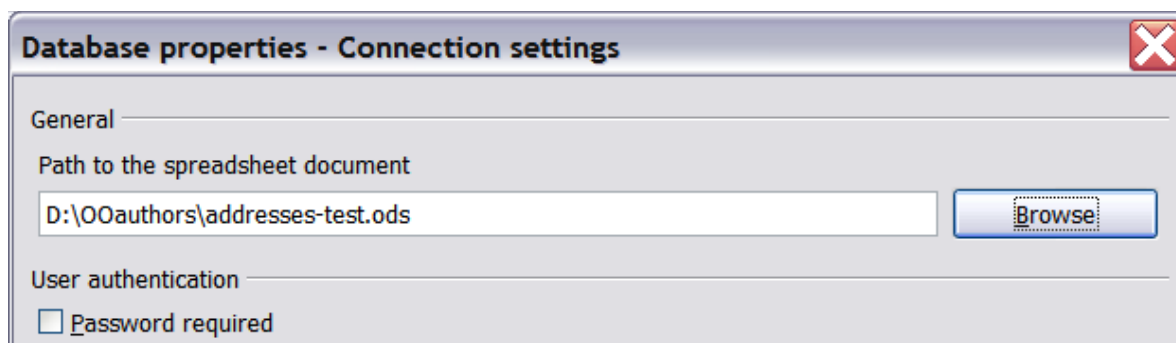 Database properties - Connection settings
General
Path to the spreadsheet document
D:\OOauthors\addresses-test.ods
Browse
User authentication
Password required